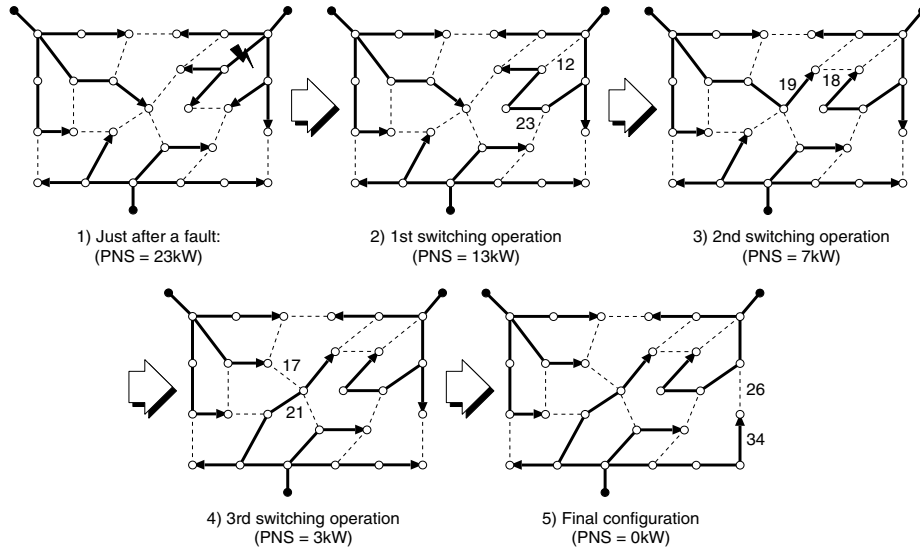 12
23
19
18
1) Just after a fault:
(PNS = 23kW)
2) 1st switching operation
(PNS = 13kW)
3) 2nd switching operation
(PNS = 7kW)
17
21
26
34
4) 3rd switching operation
(PNS = 3kW)
5) Final configuration
(PNS = 0kW)